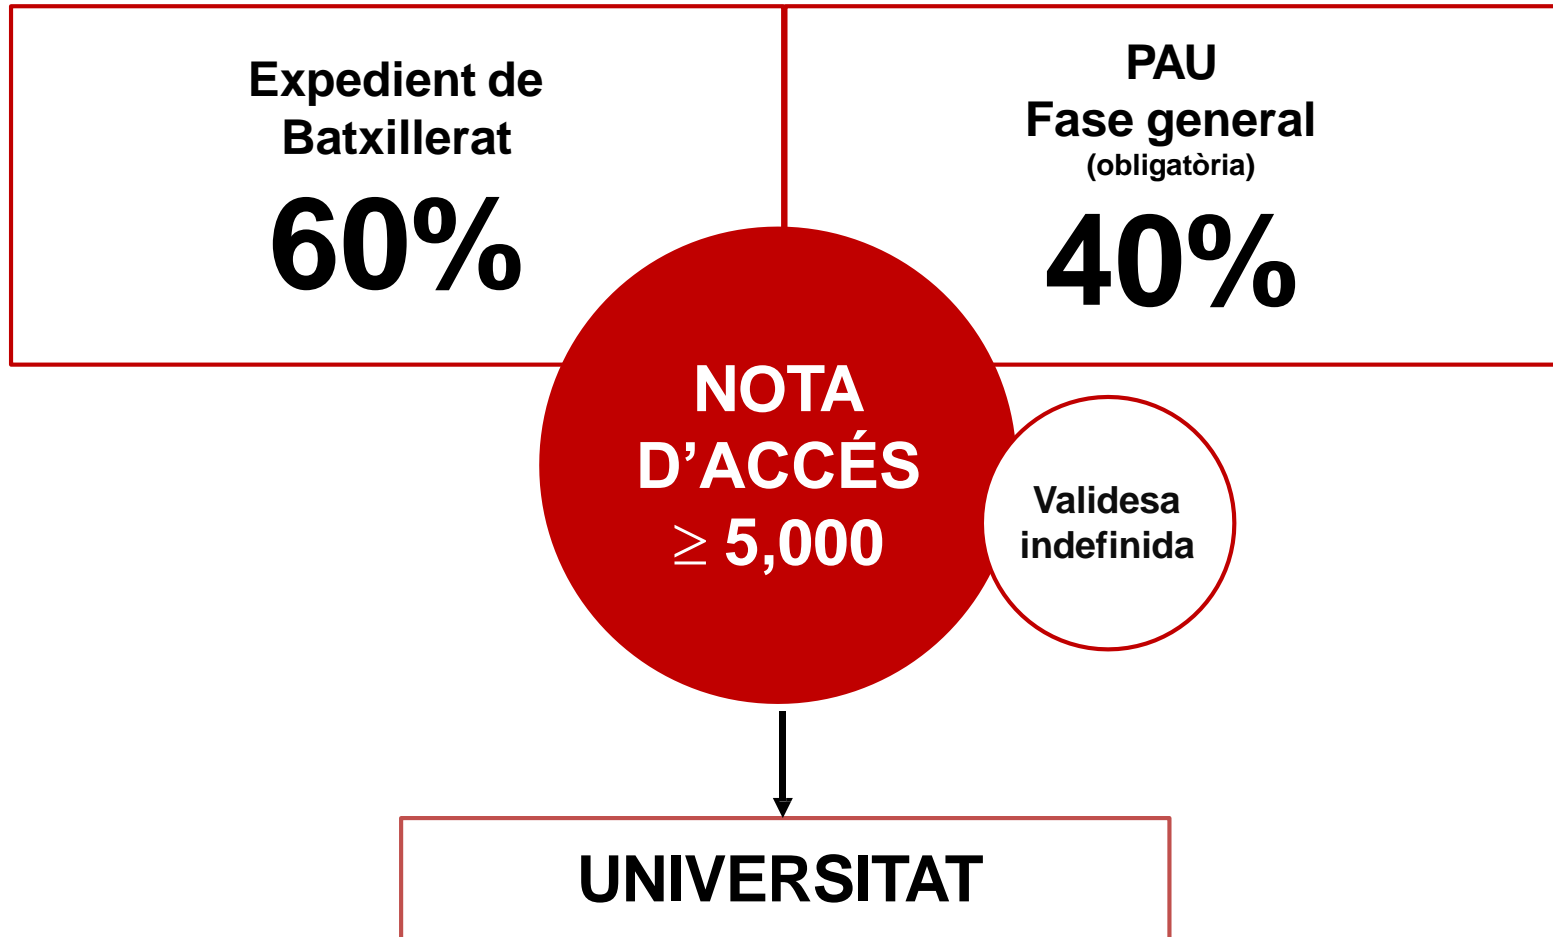 Expedient de
Batxillerat
60%
PAU
Fase general
(obligatòria)
40%
NOTA
D’ACCÉS
≥ 5,000
Validesa
indefinida
UNIVERSITAT